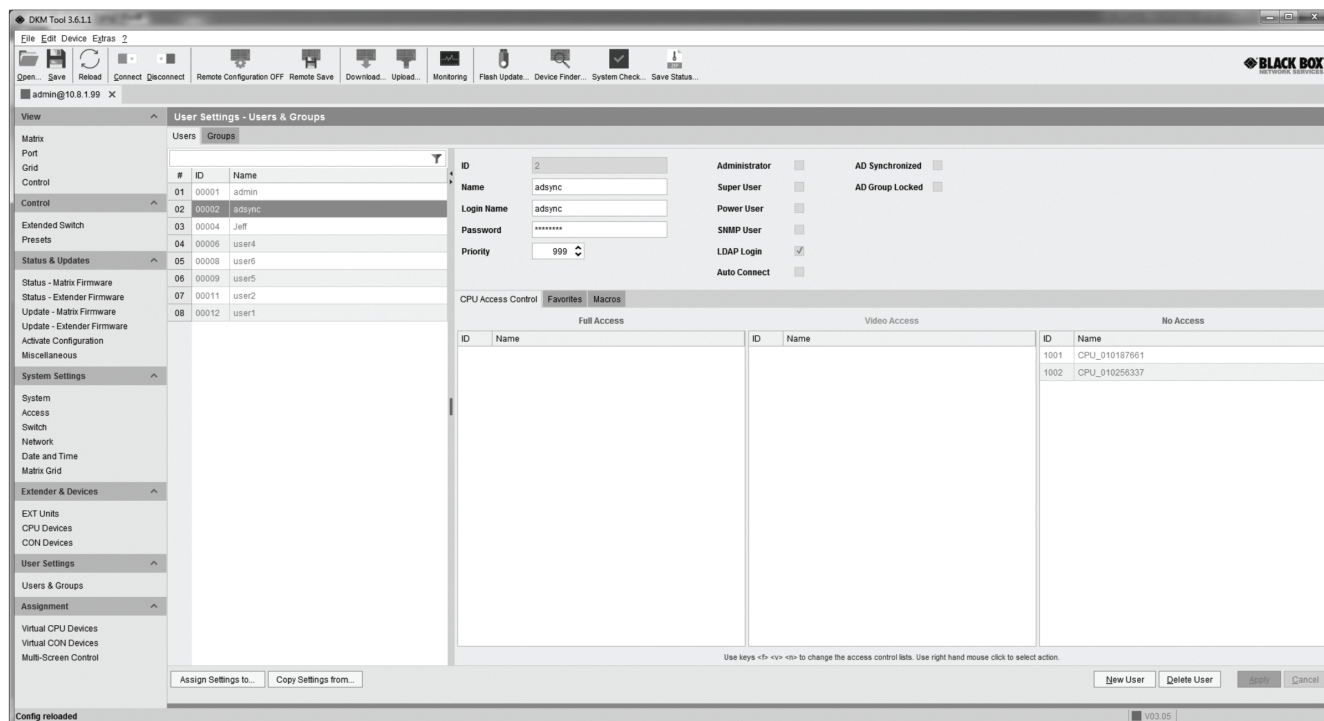 DKM Tool 3.6.1.1
File Edit Device Extras ?
Open... Save Reload Connect Disconnect Remote Configuration OFF Remote Save Download... Upload... Monitoring Flash Update... Device Finder... System Check... Save Status...
BLACK BOX
NETWORK SERVICES
admin@10.8.1.99 X
View
Matrix
Port
Grid
Control
Control
Extended Switch
Presets
Status & Updates
Status - Matrix Firmware
Status - Extender Firmware
Update - Matrix Firmware
Update - Extender Firmware
Activate Configuration
Miscellaneous
System Settings
System
Access
Switch
Network
Date and Time
Matrix Grid
Extender & Devices
EXT Units
CPU Devices
CON Devices
User Settings
Users & Groups
Assignment
Virtual CPU Devices
Virtual CON Devices
Multi-Screen Control
User Settings - Users & Groups
Users Groups
# ID Name
01 00001 admin
02 00002 adsync
03 00004 Jeff
04 00006 user4
05 00008 user6
06 00009 user5
07 00011 user2
08 00012 user1
Assign Settings to... Copy Settings from...
ID 2
Name adsync
Login Name adsync
Password ********
Priority 999
Administrator
Super User
Power User
SNMP User
LDAP Login
Auto Connect
AD Synchronized
AD Group Locked
CPU Access Control Favorites Macros
Full Access
ID Name
Video Access
ID Name
No Access
ID Name
1001 CPU_010187661
1002 CPU_010256337
Use keys <f> <v> <n> to change the access control lists. Use right hand mouse click to select action.
New User Delete User Apply Cancel
Config reloaded
V03.05